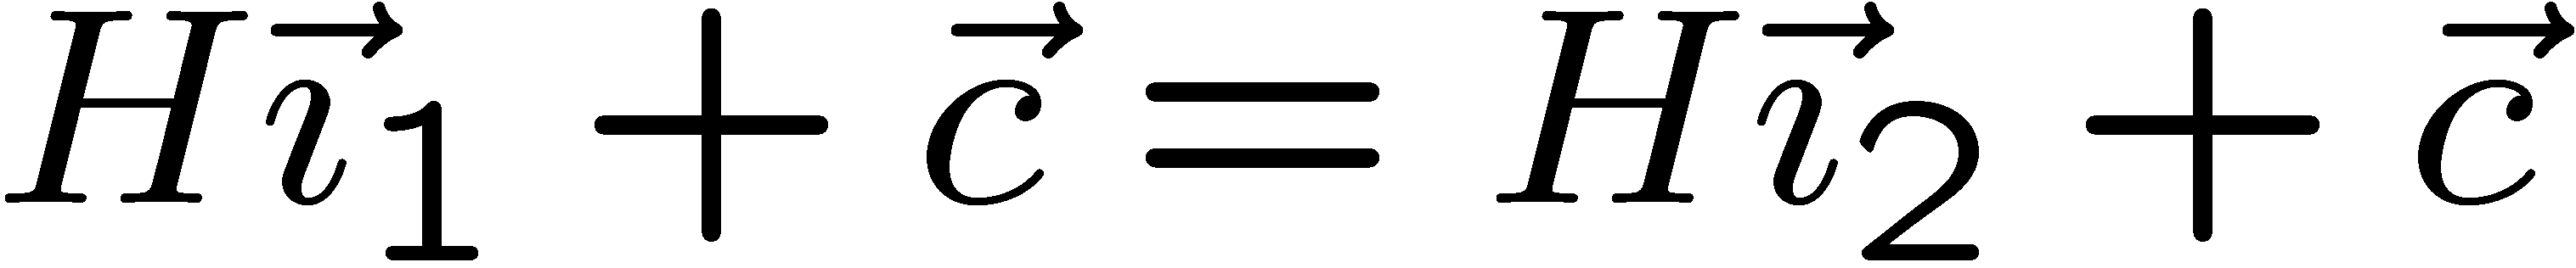 $H\vec{i}_1 + \vec{c} = H\vec{i}_2 + \vec{c}$